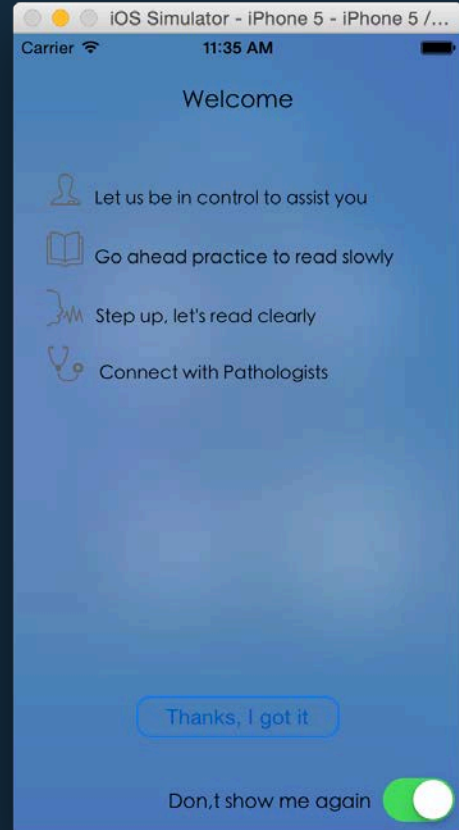 iOS Simulator - iPhone 5 - iPhone 5 /...
Carrier 11:35 AM
Welcome
Let us be in control to assist you
Go ahead practice to read slowly
Step up, let's read clearly
Connect with Pathologists
Thanks, I got it
Don,t show me again